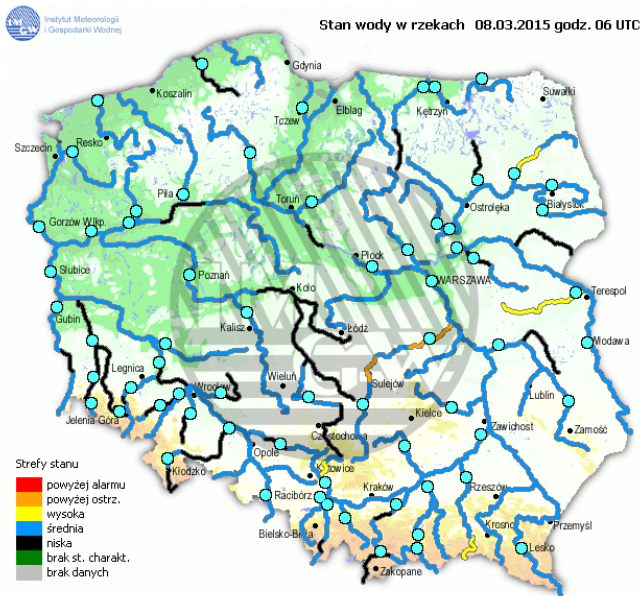 IMGW
Instytut Meteorologii
i Gospodarki Wodnej
Stan wody w rzekach 08.03.2015 godz. 06 UTC
Gdynia
Koszalin
Suwałki
Tczew
Elbląg
Kętrzyn
Resko
Szczecin
Piła
Toruń
Ostrołęka
Białystok
Gorzów Wlkp.
Płock
Słubice
Poznań
Koło
WARSZAWA
Terespol
Gubin
Kalisz
Łódź
Włodawa
Legnica
Wrocław
Wieluń
Sulejów
Lublin
Jelenia Góra
Kielce
Zawichost
Zamość
Częstochowa
Opole
Kłodzko
Katowice
Strefy stanu
Racibórz
Kraków
Rzeszów
powyżej alarmu
powyżej ostrz.
wysoka
średnia
niska
brak st. charakt.
brak danych
Bielsko-Biała
Krosno
Przemyśl
Lesko
Zakopane